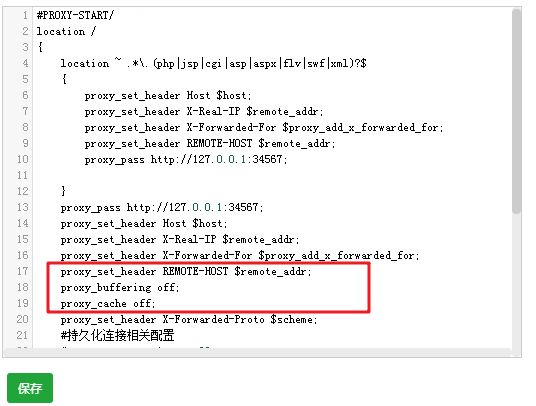 1 #PROXY-START/
2 location /
3 {
4 location ~ .*\.(php|jsp|cgi|asp|aspx|flv|swf|xml)?$
5 {
6 proxy_set_header Host $host;
7 proxy_set_header X-Real-IP $remote_addr;
8 proxy_set_header X-Forwarded-For $proxy_add_x_forwarded_for;
9 proxy_set_header REMOTE-HOST $remote_addr;
10 proxy_pass http://127.0.0.1:34567;
11
12 }
13 proxy_pass http://127.0.0.1:34567;
14 proxy_set_header Host $host;
15 proxy_set_header X-Real-IP $remote_addr;
16 proxy_set_header X-Forwarded-For $proxy_add_x_forwarded_for;
17 proxy_set_header REMOTE-HOST $remote_addr;
18 proxy_buffering off;
19 proxy_cache off;
20 proxy_set_header X-Forwarded-Proto $scheme;
21 #持久化连接相关配置
保存